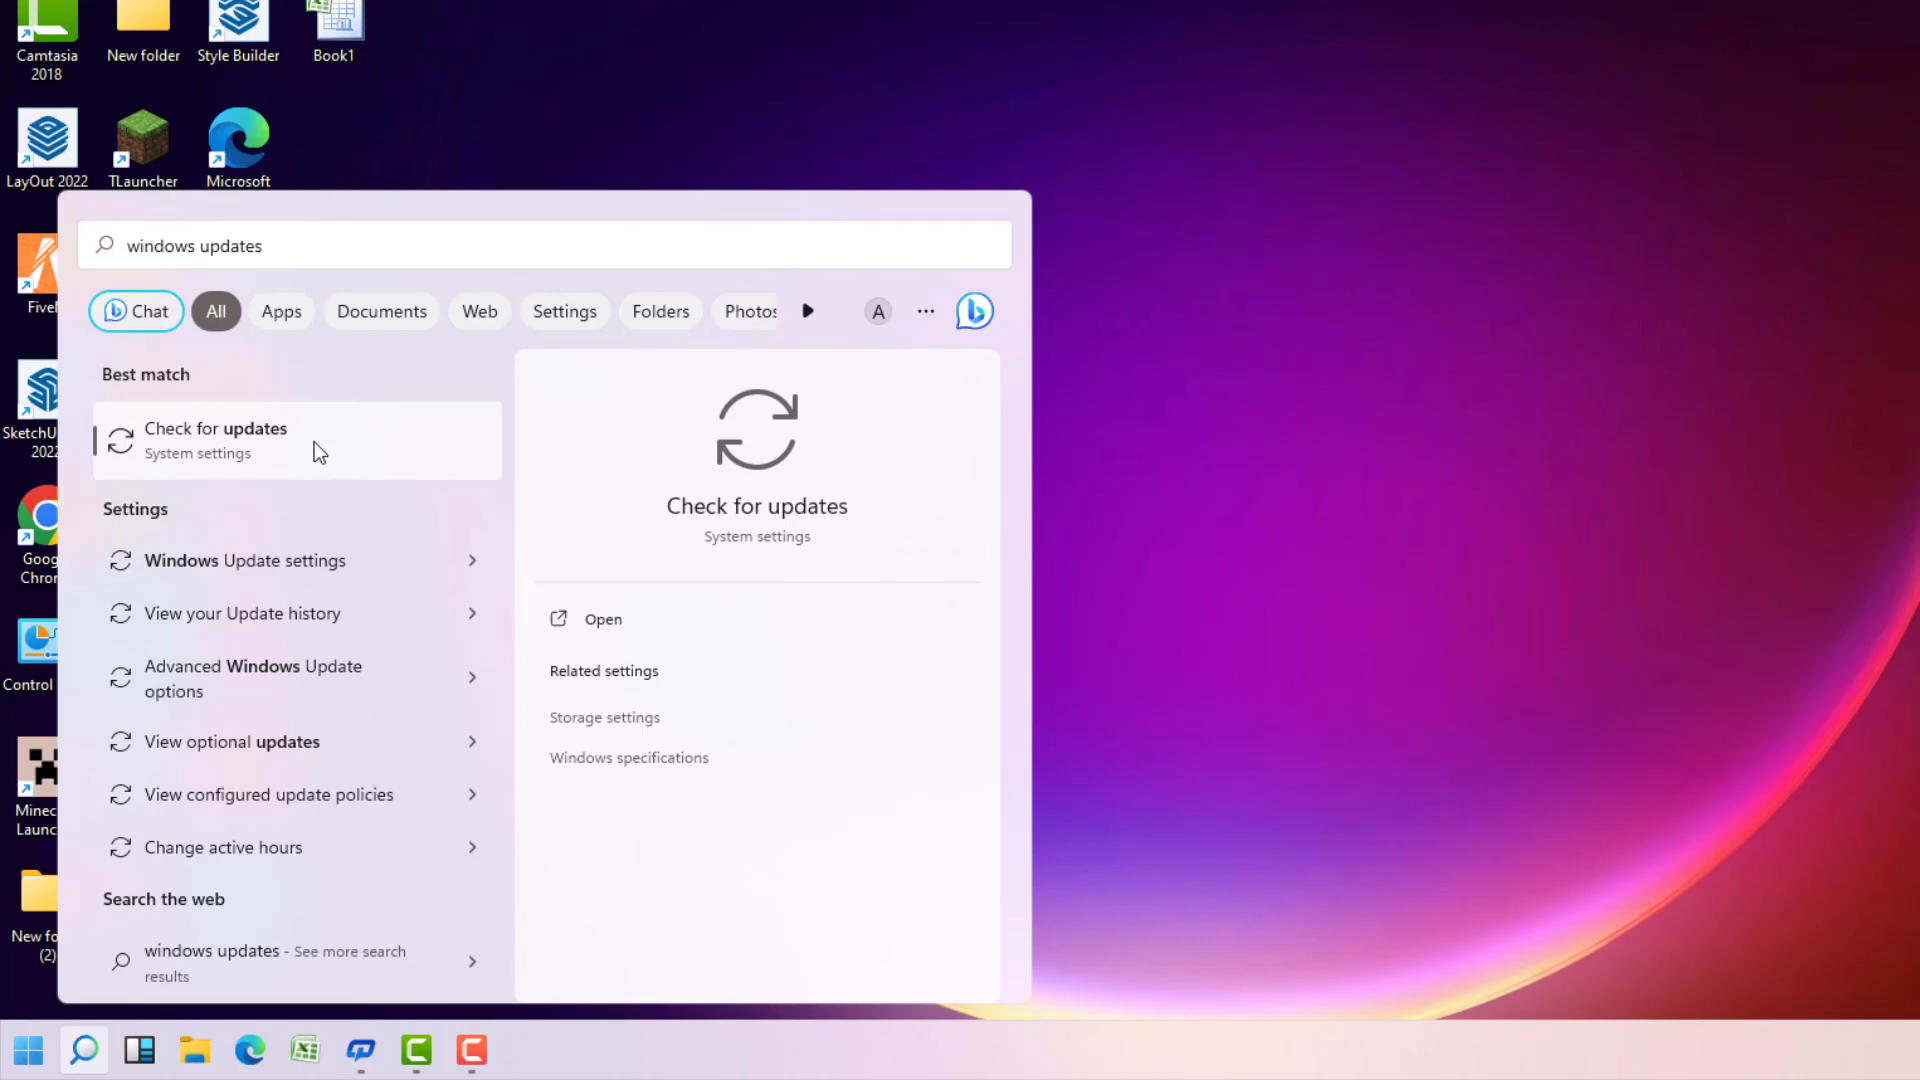 Camtasia
2018
New folder
Style Builder
Book1
LayOut 2022
TLauncher
Microsoft
windows updates
Chat
All
Apps
Documents
Web
Settings
Folders
Photos
A
Best match
Check for updates
System settings
Settings
Windows Update settings
View your Update history
Advanced Windows Update
options
View optional updates
View configured update policies
Change active hours
Search the web
windows updates - See more search
results
Check for updates
System settings
Open
Related settings
Storage settings
Windows specifications
FiveM
SketchU
2022
Goog
Chron
Control
Minec
Launc
New fo
(2)